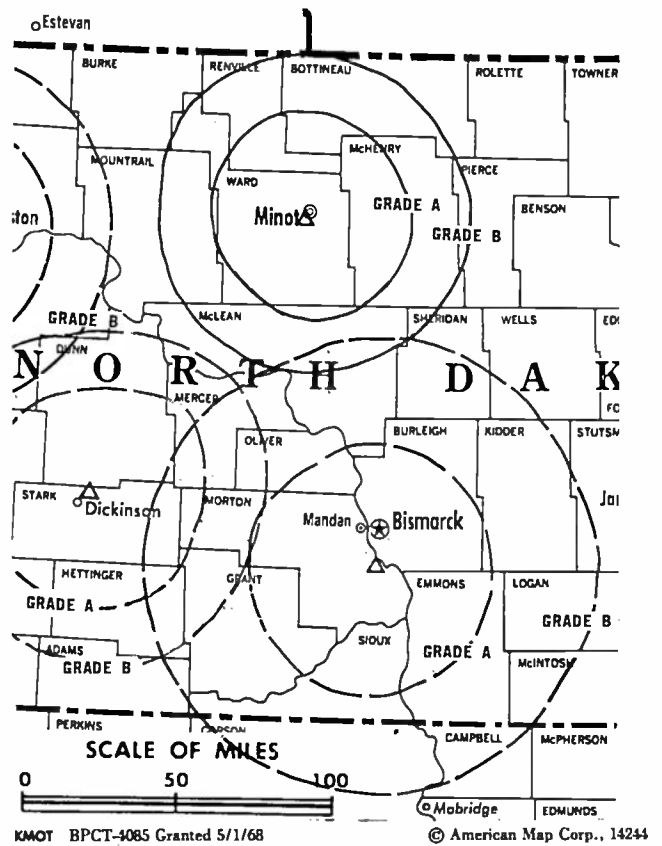 Estevan
BURKE
RENVILLE
BOTTINEAU
ROLETTE
TOWNER
MOUNTRAIL
McHENRY
PIERCE
WARD
BENSON
ston
Minot
GRADE A
GRADE B
GRADE B
McLEAN
SHERIDAN
WELLS
DUNN
N O R T H D A K
MERCER
OLIVER
BURLEIGH
KIDDER
STUTSM
STARK
Dickinson
MORTON
Mandan
Bismarck
HETTINGER
GRANT
EMMONS
LOGAN
GRADE A
GRADE B
ADAMS
GRADE B
SIOUX
GRADE A
McINTOSH
PERKINS
CARSON
CAMPBELL
McPHERSON
SCALE OF MILES
0 50 100
Mobridge
EDMUNDS
KMOT BPCT-4085 Granted 5/1/68
© American Map Corp., 14244